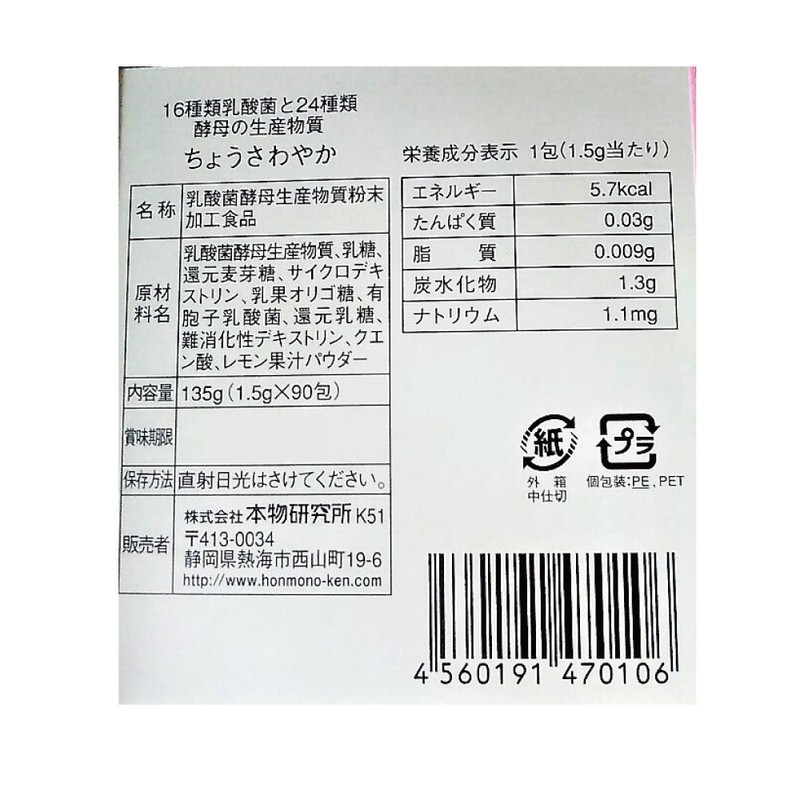 16種類乳酸菌と24種類
酵母の生産物質
ちょうさわやか
名称
乳酸菌酵母生産物質粉末
加工食品
原材
料名
乳酸菌酵母生産物質、乳糖、
還元麦芽糖、サイクロデキ
ストリン、乳果オリゴ糖、有
胞子乳酸菌、還元乳糖、
難消化性デキストリン、クエ
ン酸、レモン果汁パウダー
内容量
135g(1.5g×90包)
賞味期限
保存方法
直射日光はさけてください。
販売者
株式会社 本物研究所 K51
〒413-0034
静岡県熱海市西山町19-6
http://www.honmono-ken.com
栄養成分表示 1包(1.5g当たり)
エネルギー 5.7kcal
たんぱく質 0.03g
脂質 0.009g
炭水化物 1.3g
ナトリウム 1.1mg
紙
外箱
中仕切
プラ
個包装:PE,PET
4 560191 470106